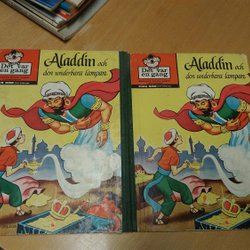 Det var
en gång
Aladdin och
den underbara lampan
Det var
en gång
Aladdin och
den underbara lampan